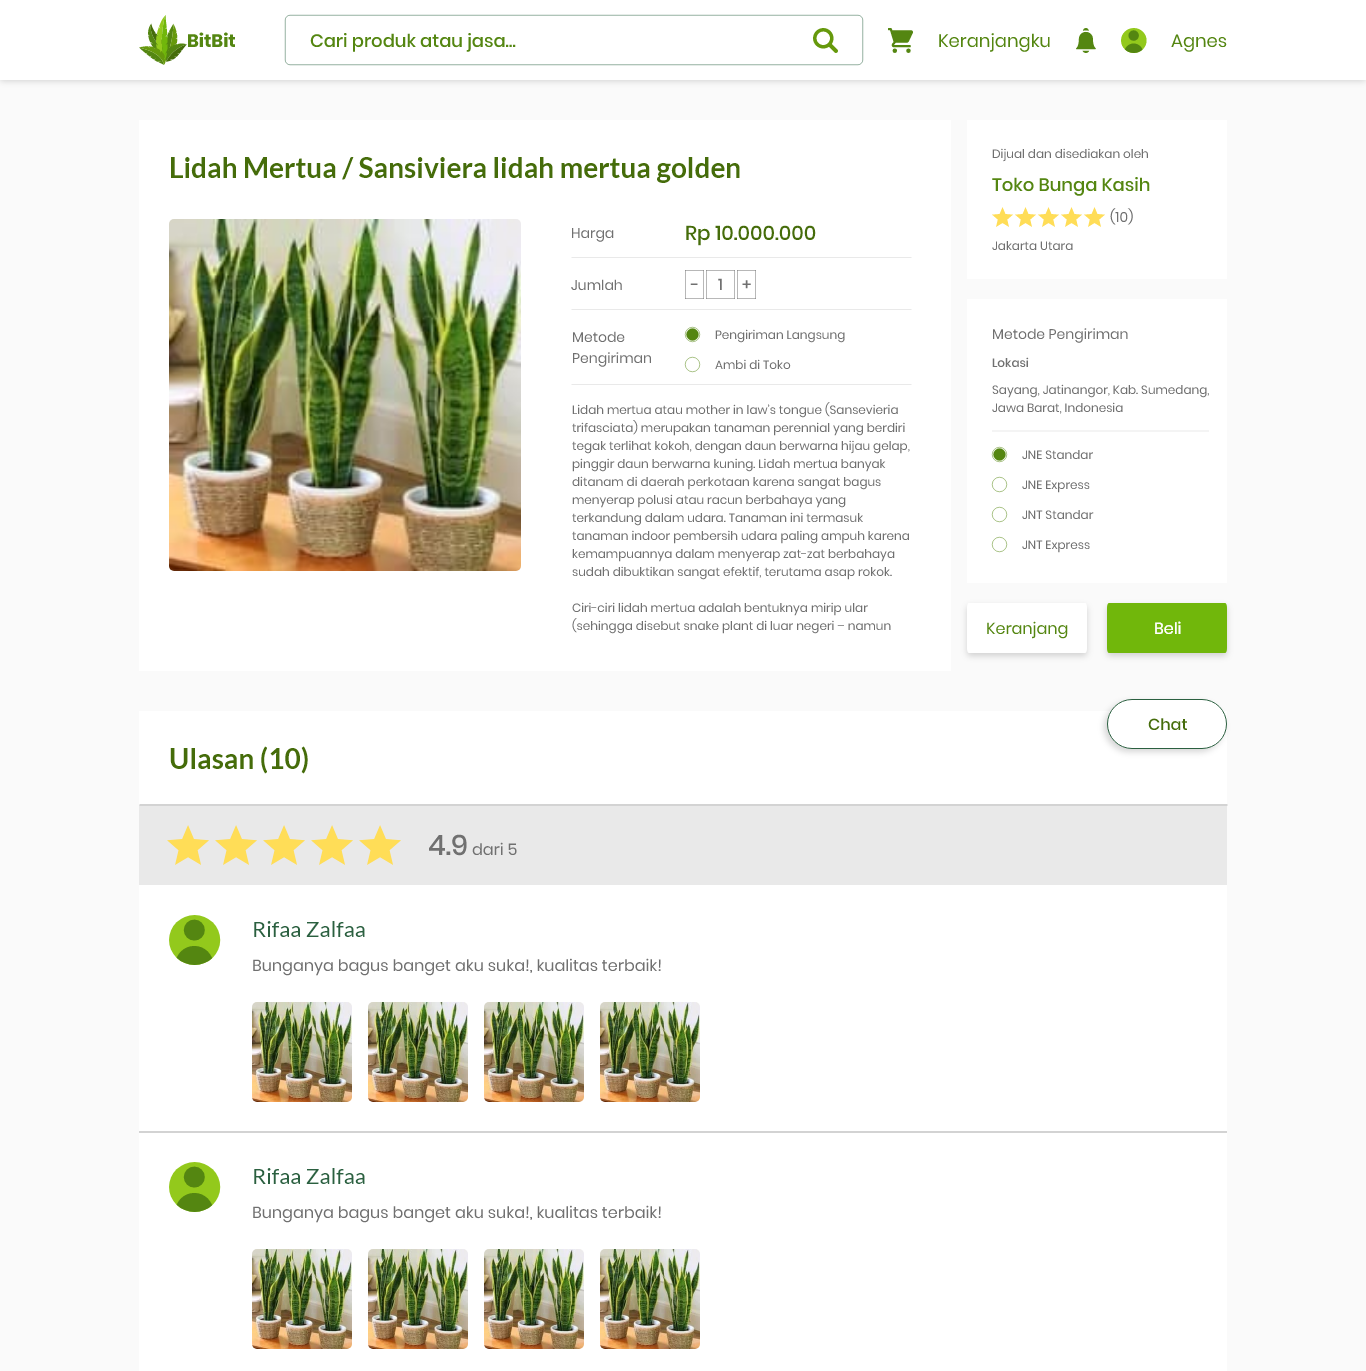 BitBit
Cari produk atau jasa...
Keranjangku
Agnes
Lidah Mertua / Sansiviera lidah mertua golden
Harga
Rp 10.000.000
Jumlah
- 1 +
Metode
Pengiriman
Pengiriman Langsung
Ambi di Toko
Lidah mertua atau mother in law's tongue (Sansevieria
trifasciata) merupakan tanaman perennial yang berdiri
tegak terlihat kokoh, dengan daun berwarna hijau gelap,
pinggir daun berwarna kuning. Lidah mertua banyak
ditanam di daerah perkotaan karena sangat bagus
menyerap polusi atau racun berbahaya yang
terkandung dalam udara. Tanaman ini termasuk
tanaman indoor pembersih udara paling ampuh karena
kemampuannya dalam menyerap zat-zat berbahaya
sudah dibuktikan sangat efektif, terutama asap rokok.
Ciri-ciri lidah mertua adalah bentuknya mirip ular
(sehingga disebut snake plant di luar negeri – namun
Dijual dan disediakan oleh
Toko Bunga Kasih
(10)
Jakarta Utara
Metode Pengiriman
Lokasi
Sayang, Jatinangor, Kab. Sumedang,
Jawa Barat, Indonesia
JNE Standar
JNE Express
JNT Standar
JNT Express
Keranjang
Beli
Chat
Ulasan (10)
4.9 dari 5
Rifaa Zalfaa
Bunganya bagus banget aku suka!, kualitas terbaik!
Rifaa Zalfaa
Bunganya bagus banget aku suka!, kualitas terbaik!